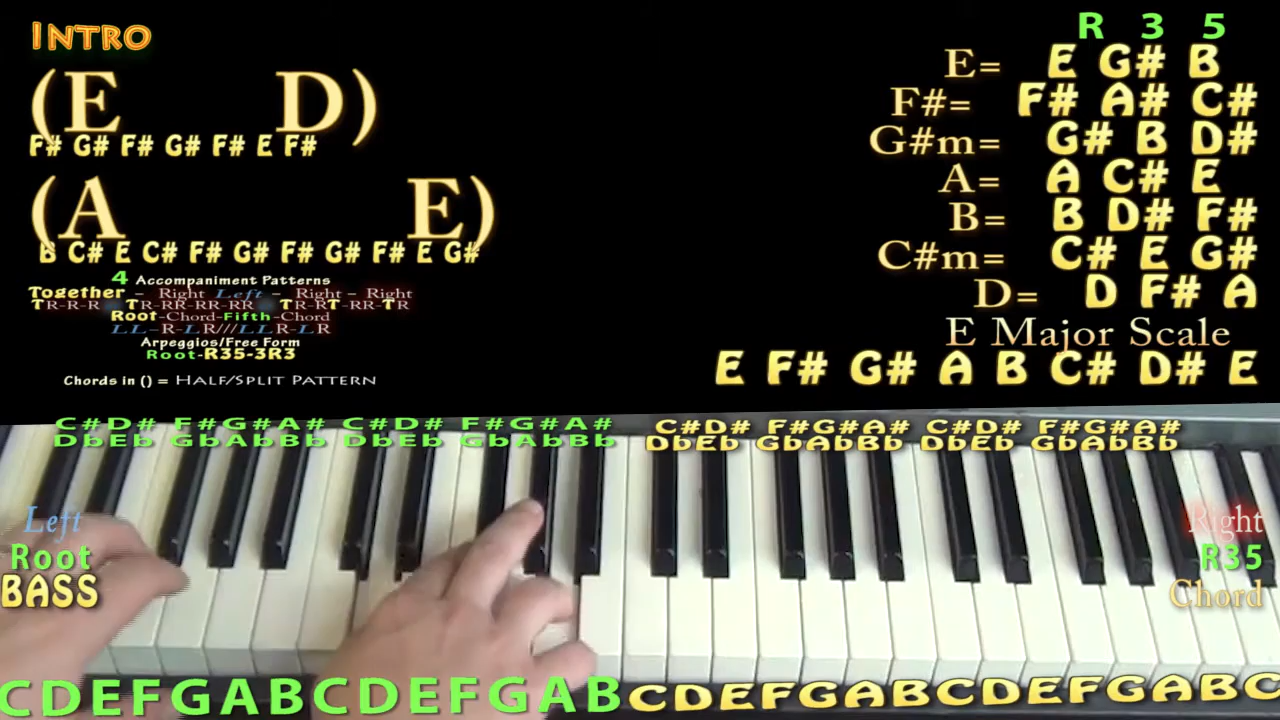 INTRO
(E D)
F# G# F# G# F# E F#
(A E)
B C# E C# F# G# F# G# F# E G#
4 Accompaniment Patterns
Together – Right Left – Right – Right
TR-R-R TR-RR-RR-RR TR-RT-RRTR
Root-Chord-Fifth-Chord
LL-R-LR///LLR-LR
Arpeggios/Free Form
Root-R35-3R3
Chords in () = Half/Split Pattern
R 3 5
E= E G# B
F#= F# A# C#
G#m= G# B D#
A= A C# E
B= B D# F#
C#m= C# E G#
D= D F# A
E Major Scale
E F# G# A B C# D# E
C#D# F#G#A# C#D# F#G#A# C#D# F#G#A# C#D# F#G#A#
DbEb GbAbBb DbEb GbAbBb DbEb GbAbBb DbEb GbAbBb
Left
Root
BASS
Right
R35
Chord
CDEFGABCDEFGABCDEFGABCDEFGABC